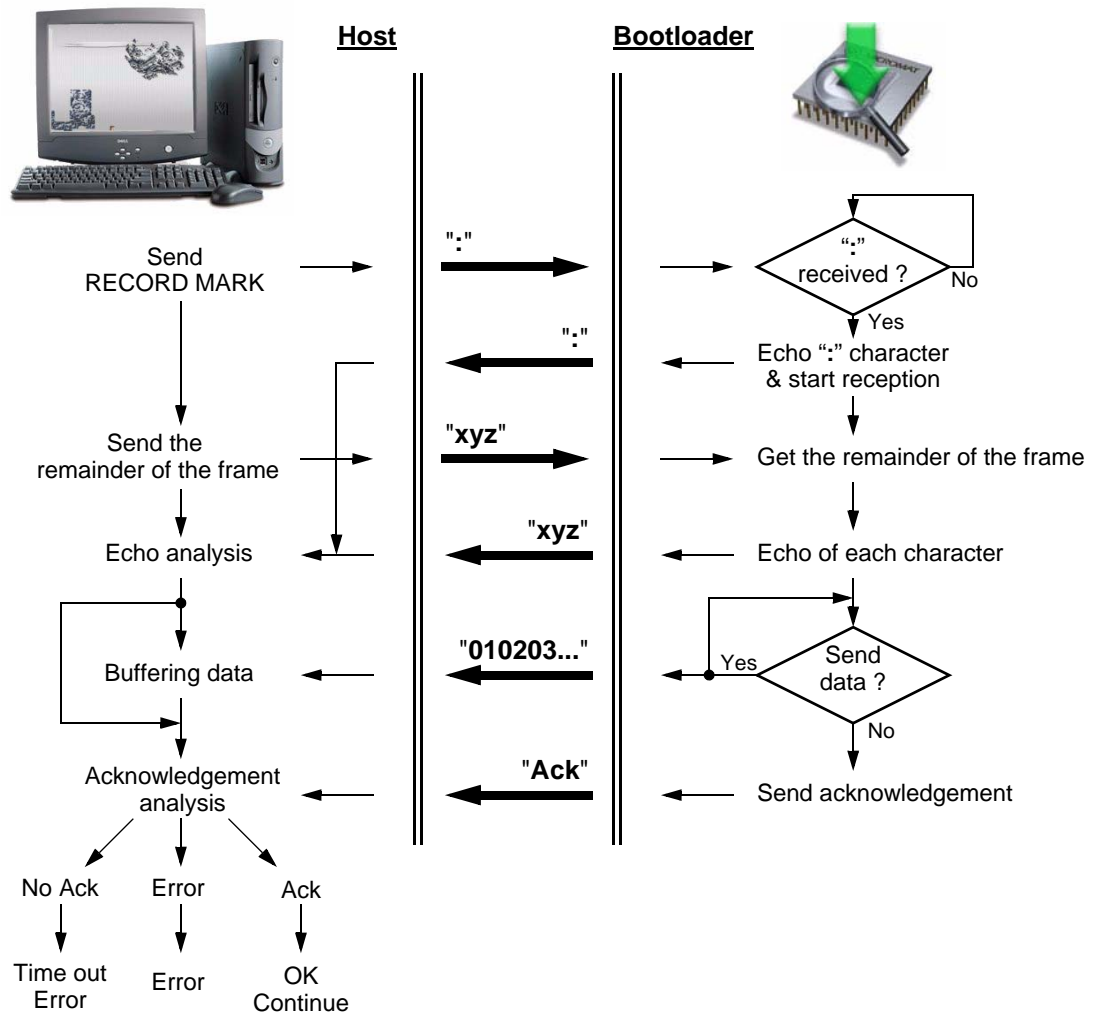 Host
Bootloader
Send
RECORD MARK
":"
“:”
received ?
No
Yes
":"
Echo “:” character
& start reception
Send the
remainder of the frame
"xyz"
Get the remainder of the frame
Echo analysis
"xyz"
Echo of each character
Buffering data
"010203..."
Yes
Send
data ?
No
Acknowledgement
analysis
"Ack"
Send acknowledgement
No Ack
Error
Ack
Time out
Error
Error
OK
Continue